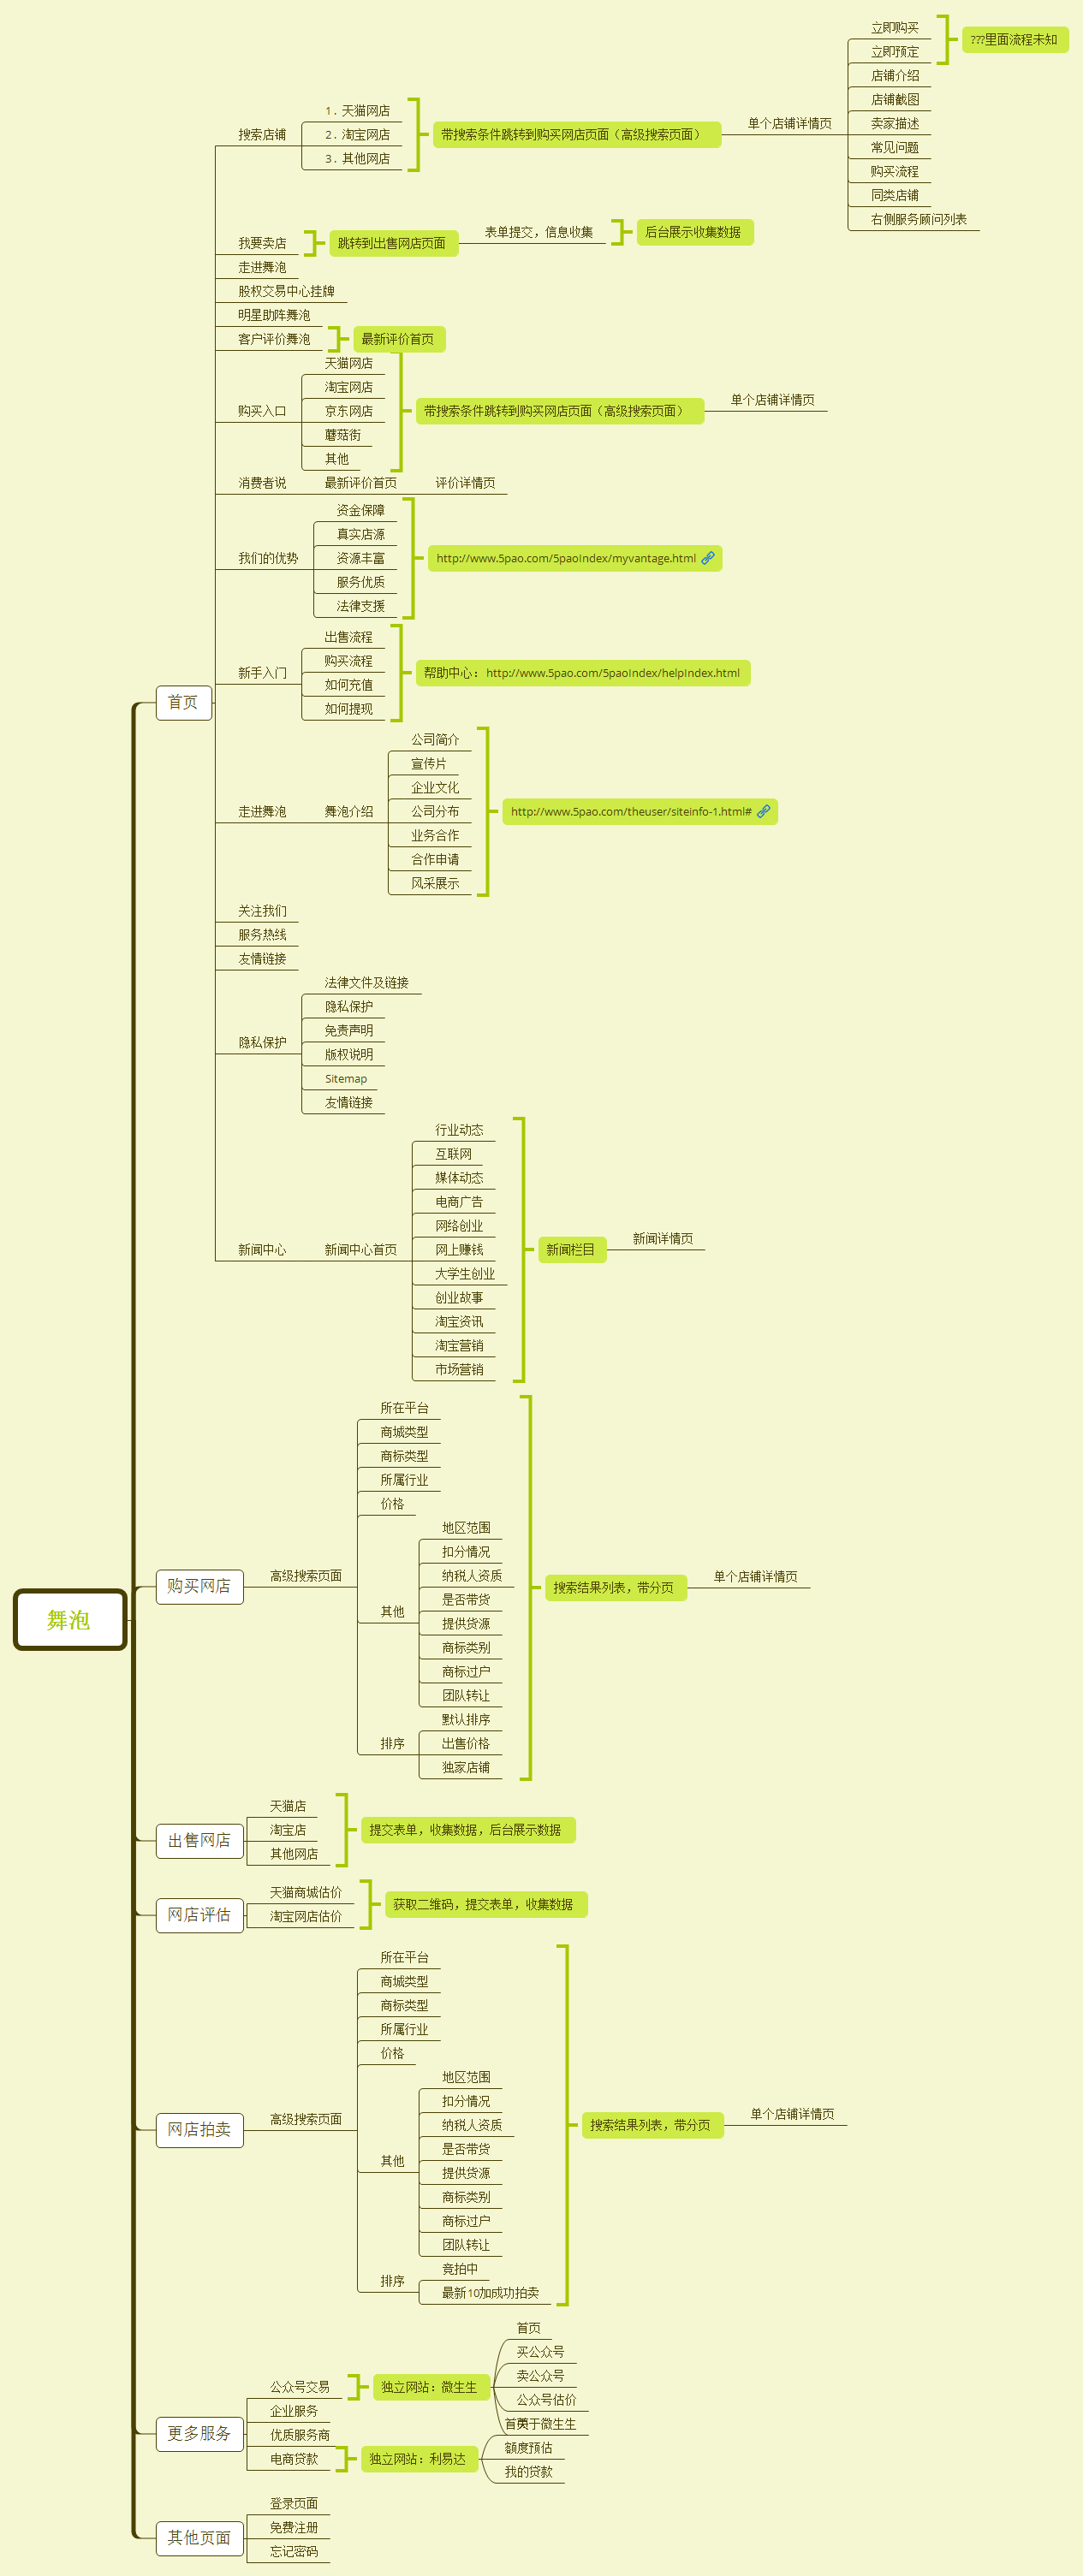 舞泡
首页
搜索店铺
1. 天猫网店
2. 淘宝网店
3. 其他网店
带搜索条件跳转到购买网店页面（高级搜索页面）
单个店铺详情页
立即购买
立即预定
???里面流程未知
店铺介绍
店铺截图
卖家描述
常见问题
购买流程
同类店铺
右侧服务顾问列表
我要卖店
跳转到出售网店页面
表单提交，信息收集
后台展示收集数据
走进舞泡
股权交易中心挂牌
明星助阵舞泡
客户评价舞泡
最新评价首页
购买入口
天猫网店
淘宝网店
京东网店
蘑菇街
其他
带搜索条件跳转到购买网店页面（高级搜索页面）
单个店铺详情页
消费者说
最新评价首页
评价详情页
我们的优势
资金保障
真实店源
资源丰富
服务优质
法律支援
http://www.5pao.com/5paoIndex/myvantage.html
新手入门
出售流程
购买流程
如何充值
如何提现
帮助中心：http://www.5pao.com/5paoIndex/helpIndex.html
走进舞泡
舞泡介绍
公司简介
宣传片
企业文化
公司分布
业务合作
合作申请
风采展示
http://www.5pao.com/theuser/siteinfo-1.html#
关注我们
服务热线
友情链接
隐私保护
法律文件及链接
隐私保护
免责声明
版权说明
Sitemap
友情链接
新闻中心
新闻中心首页
行业动态
互联网
媒体动态
电商广告
网络创业
网上赚钱
大学生创业
创业故事
淘宝资讯
淘宝营销
市场营销
新闻栏目
新闻详情页
购买网店
高级搜索页面
所在平台
商城类型
商标类型
所属行业
价格
其他
地区范围
扣分情况
纳税人资质
是否带货
提供货源
商标类别
商标过户
团队转让
排序
默认排序
出售价格
独家店铺
搜索结果列表，带分页
单个店铺详情页
出售网店
天猫店
淘宝店
其他网店
提交表单，收集数据，后台展示数据
网店评估
天猫商城估价
淘宝网店估价
获取二维码，提交表单，收集数据
网店拍卖
高级搜索页面
所在平台
商城类型
商标类型
所属行业
价格
其他
地区范围
扣分情况
纳税人资质
是否带货
提供货源
商标类别
商标过户
团队转让
排序
竞拍中
最新10加成功拍卖
搜索结果列表，带分页
单个店铺详情页
更多服务
公众号交易
独立网站：微生生
首页
买公众号
卖公众号
公众号估价
于微生生
企业服务
优质服务商
电商贷款
独立网站：利易达
首页
额度预估
我的贷款
其他页面
登录页面
免费注册
忘记密码